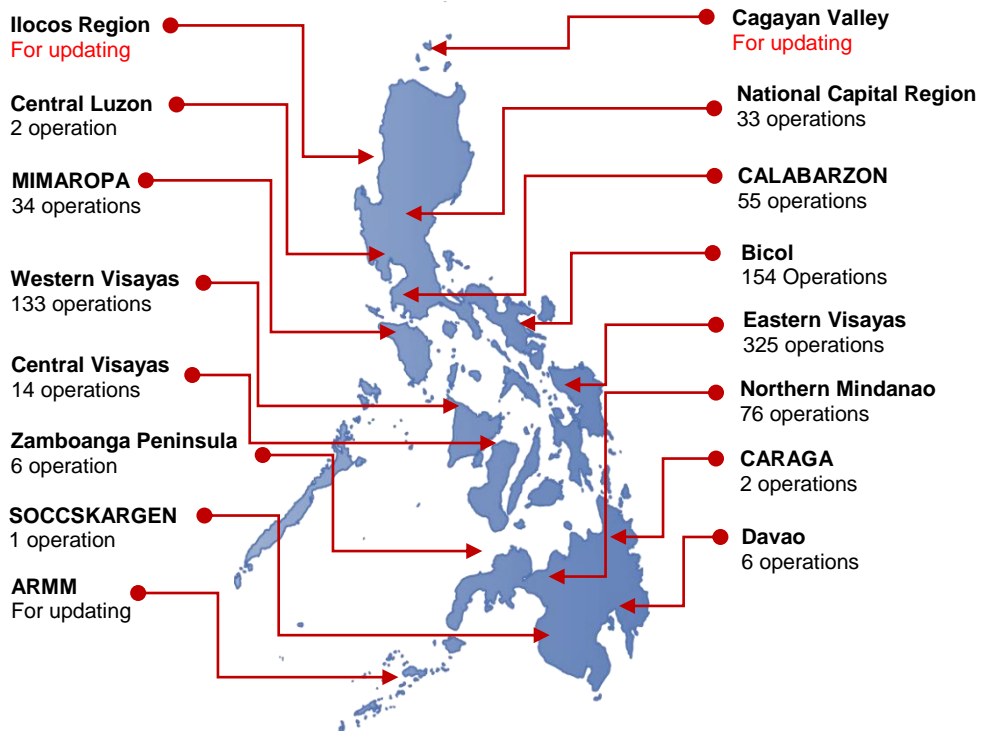 Ilocos Region
For updating
Central Luzon
2 operation
MIMAROPA
34 operations
Western Visayas
133 operations
Central Visayas
14 operations
Zamboanga Peninsula
6 operation
SOCCSKARGEN
1 operation
ARMM
For updating
Cagayan Valley
For updating
National Capital Region
33 operations
CALABARZON
55 operations
Bicol
154 Operations
Eastern Visayas
325 operations
Northern Mindanao
76 operations
CARAGA
2 operations
Davao
6 operations